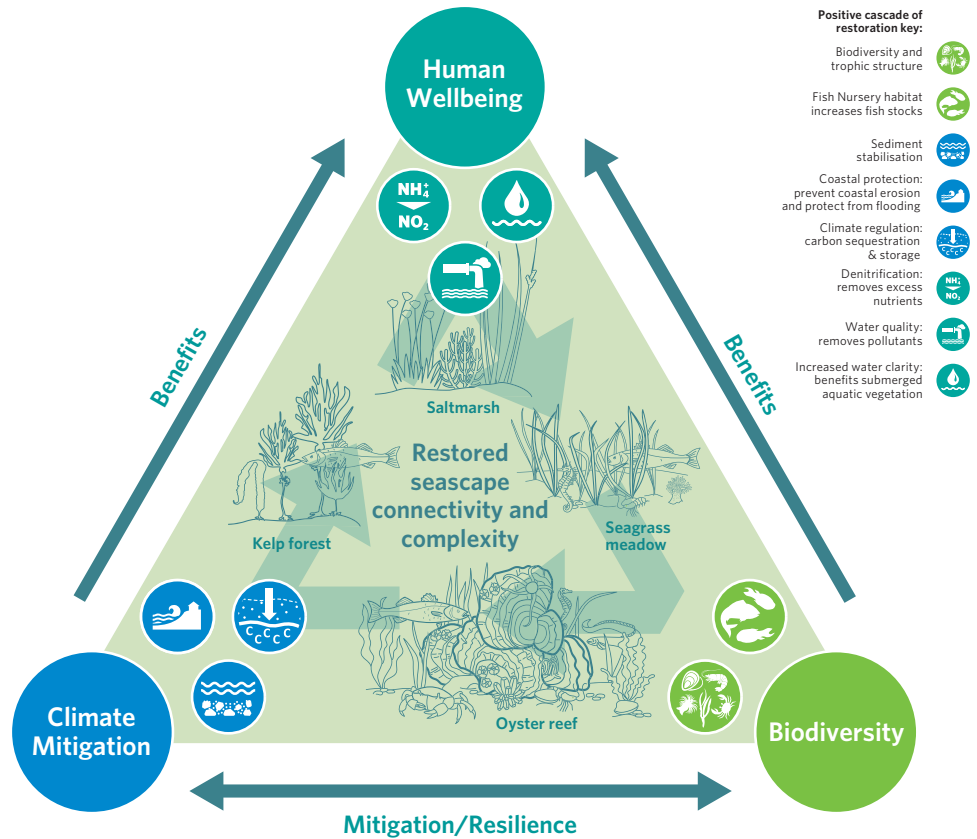 Human
Wellbeing
Positive cascade of
restoration key:
Biodiversity and
trophic structure
Fish Nursery habitat
increases fish stocks
Sediment
stabilisation
Coastal protection:
prevent coastal erosion
and protect from flooding
Climate regulation:
carbon sequestration
& storage
C C C C
Denitrification:
removes excess
nutrients
NH₄⁺
NO₂
Water quality:
removes pollutants
Increased water clarity:
benefits submerged
aquatic vegetation
NH₄⁺
NO₂
Benefits
Benefits
Saltmarsh
Restored
seascape
connectivity and
complexity
Kelp forest
Seagrass
meadow
C C C C
Oyster reef
Climate
Mitigation
Biodiversity
Mitigation/Resilience